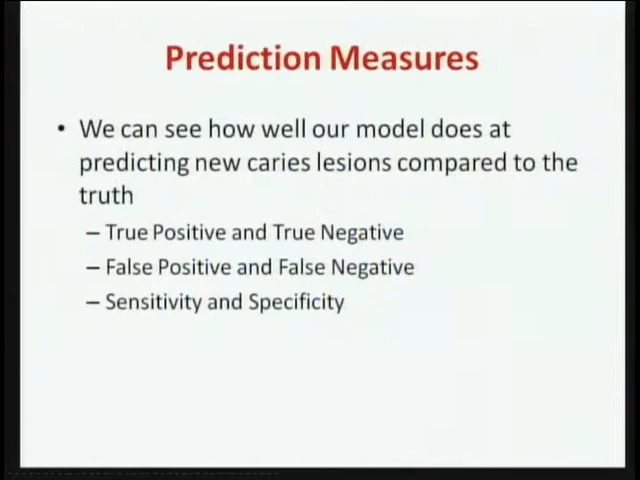 Prediction Measures
• We can see how well our model does at
predicting new caries lesions compared to the
truth
– True Positive and True Negative
– False Positive and False Negative
– Sensitivity and Specificity